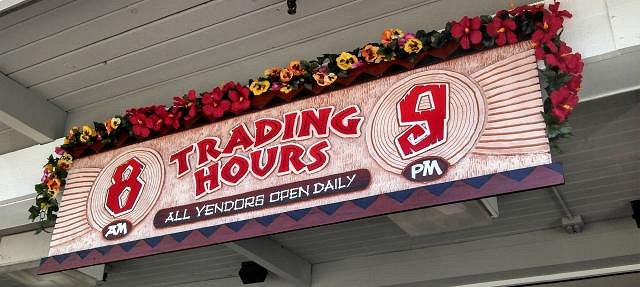 8 AM
TRADING
HOURS
ALL VENDORS OPEN DAILY
9 PM